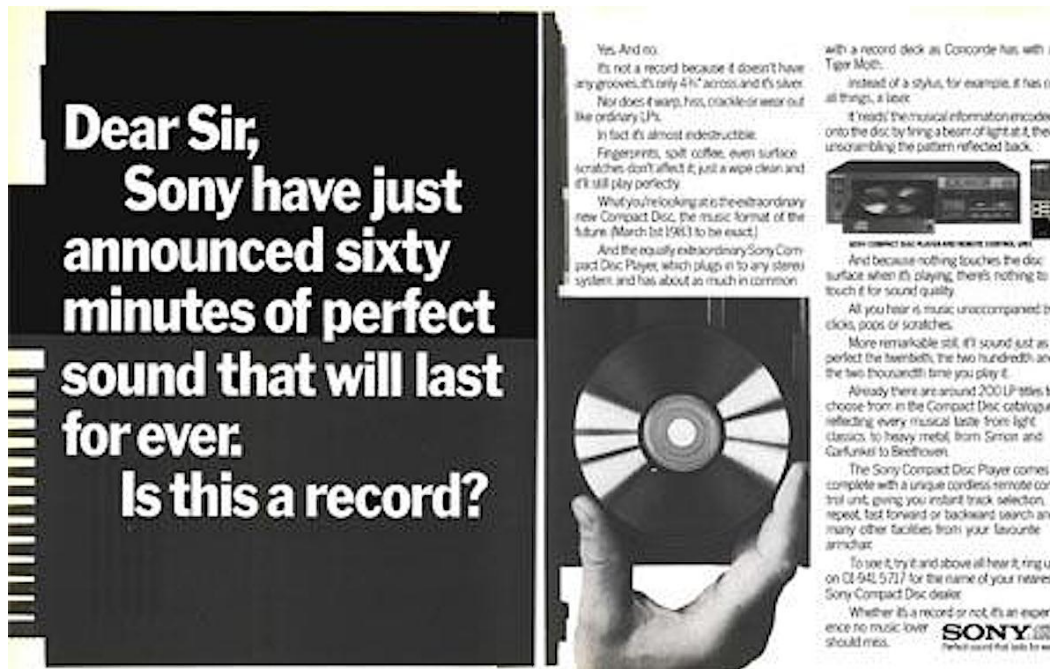 Dear Sir,
Sony have just
announced sixty
minutes of perfect
sound that will last
for ever.
Is this a record?
Yes. And no.
It's not a record because it doesn't have
any grooves, it's only 4¾" across and it's silver.
Nor does it warp, hiss, crackle or wear out
like ordinary LPs.
In fact it's almost indestructible.
Fingerprints, spilt coffee, even surface
scratches don't affect it; just a wipe clean and
it'll still play perfectly.
What you're looking at is the extraordinary
new Compact Disc, the music format of the
future. (March 1st 1983 to be exact.)
And the equally extraordinary Sony Com-
pact Disc Player, which plugs in to any stereo
system and has about as much in common
with a record deck as Concorde has with
Tiger Moth.
Instead of a stylus, for example, it has
all things, a laser.
It 'reads' the musical information encoded
onto the disc by firing a beam of light at it, then
unscrambling the pattern reflected back.
SONY COMPACT DISC PLAYER AND REMOTE CONTROL UNIT
And because nothing touches the disc
surface when it's playing, there's nothing to
touch it for sound quality.
All you hear is music unaccompanied
clicks, pops or scratches.
More remarkable still, it'll sound just as
perfect the twentieth, the two hundredth an
the two thousandth time you play it.
Already there are around 200 LP titles
choose from in the Compact Disc catalogue
reflecting every musical taste from light
classics to heavy metal, from Simon and
Garfunkel to Beethoven.
The Sony Compact Disc Player comes
complete with a unique cordless remote con
trol unit, giving you instant track selection,
repeat, fast forward or backward search an
many other facilities from your favourite
armchair.
To see it, try it and above all hear it, ring u
on 01-941 5717 for the name of your neares
Sony Compact Disc dealer.
Whether it's a record or not, it's an exper
ence no music lover
should miss.
SONY
Perfect sound that lasts for